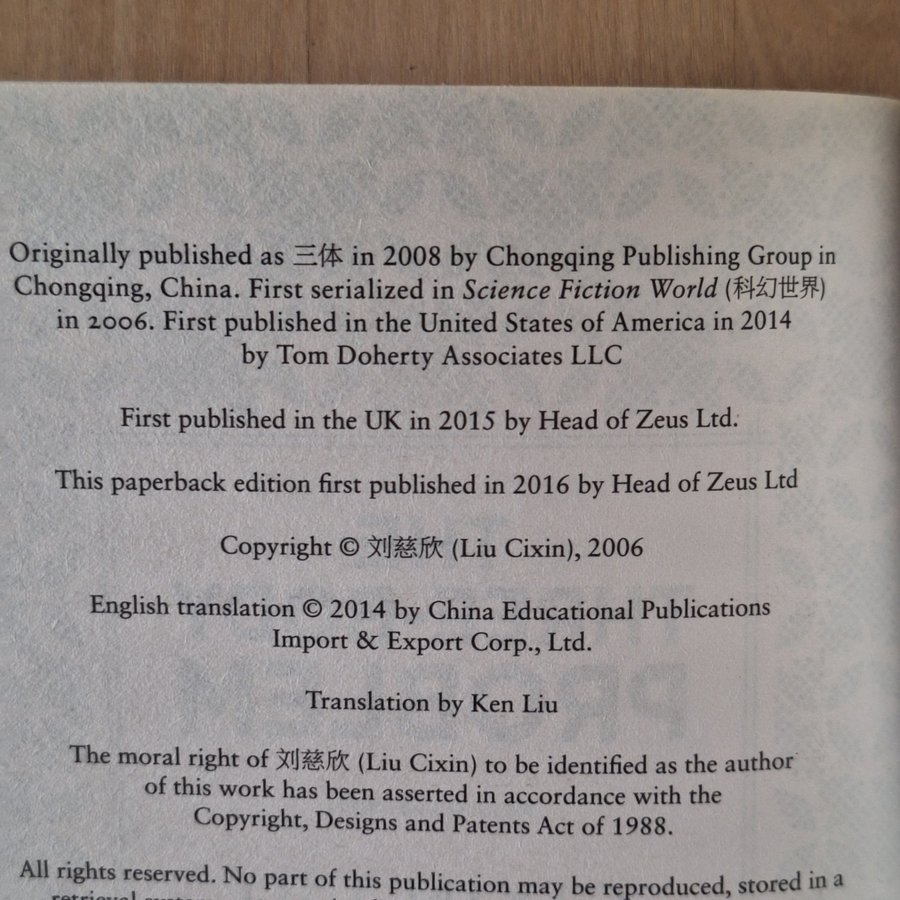 Originally published as 三体 in 2008 by Chongqing Publishing Group in
Chongqing, China. First serialized in Science Fiction World (科幻世界)
in 2006. First published in the United States of America in 2014
by Tom Doherty Associates LLC
First published in the UK in 2015 by Head of Zeus Ltd.
This paperback edition first published in 2016 by Head of Zeus Ltd
Copyright © 刘慈欣 (Liu Cixin), 2006
English translation © 2014 by China Educational Publications
Import & Export Corp., Ltd.
Translation by Ken Liu
The moral right of 刘慈欣 (Liu Cixin) to be identified as the author
of this work has been asserted in accordance with the
Copyright, Designs and Patents Act of 1988.
All rights reserved. No part of this publication may be reproduced, stored in a